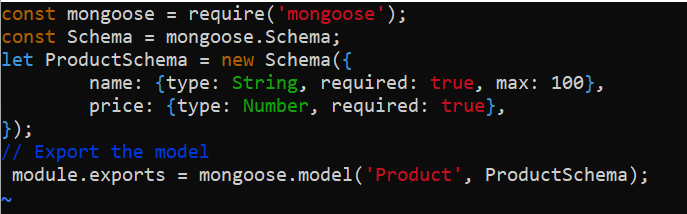 const mongoose = require('mongoose');
const Schema = mongoose.Schema;
let ProductSchema = new Schema({
        name: {type: String, required: true, max: 100},
        price: {type: Number, required: true},
});
// Export the model
 module.exports = mongoose.model('Product', ProductSchema);
~